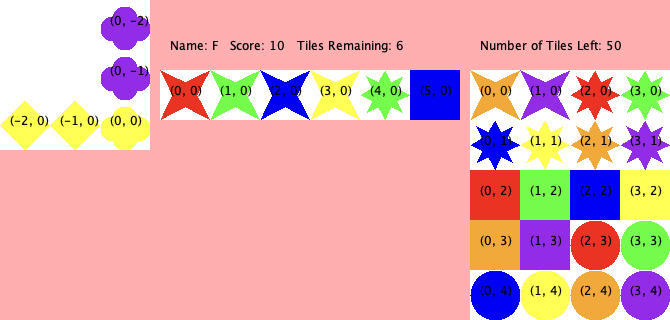 (0, -2)
Name: F Score: 10 Tiles Remaining: 6
Number of Tiles Left: 50
(0, -1)
(0, 0) (1, 0) (2, 0) (3, 0) (4, 0) (5, 0)
(0, 0) (1, 0) (2, 0) (3, 0)
(-2, 0) (-1, 0) (0, 0)
(0, 1) (1, 1) (2, 1) (3, 1)
(0, 2) (1, 2) (2, 2) (3, 2)
(0, 3) (1, 3) (2, 3) (3, 3)
(0, 4) (1, 4) (2, 4) (3, 4)